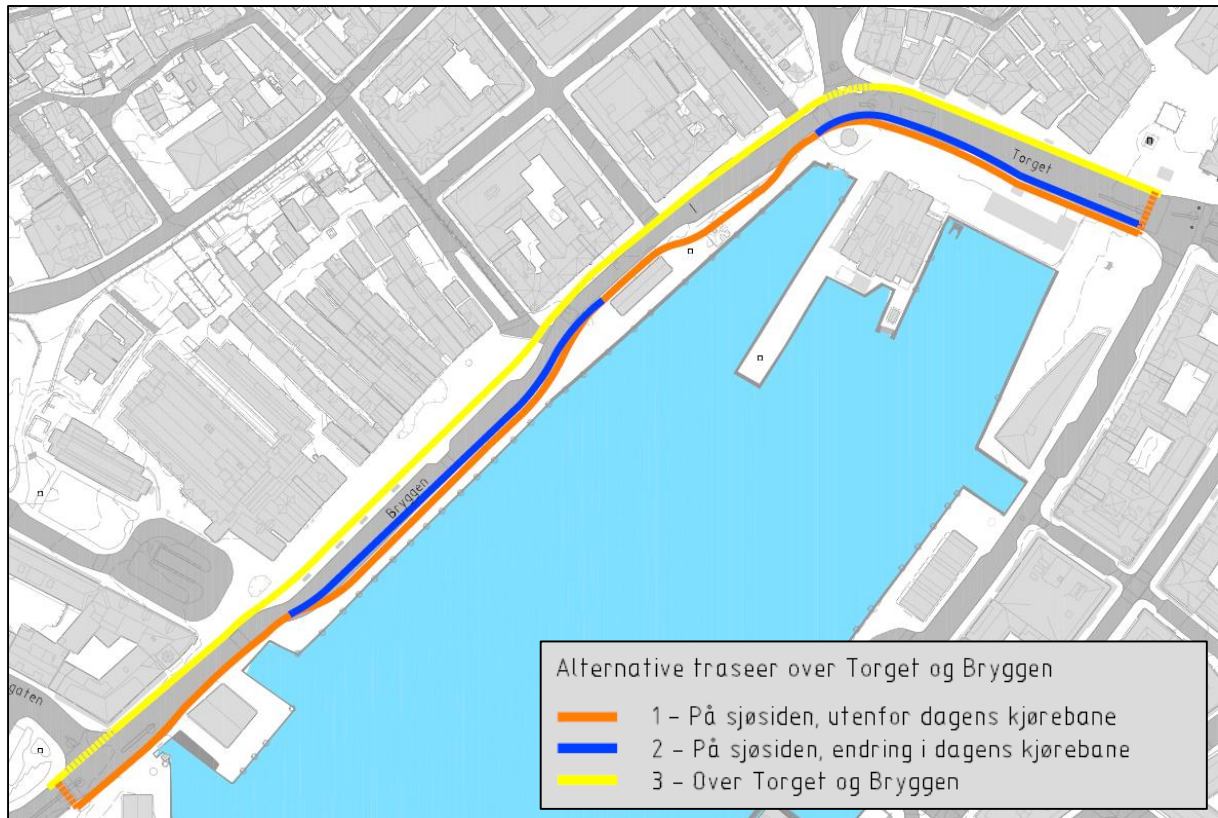 Torget
Bryggen
gaten
Alternative traseer over Torget og Bryggen
1 - På sjøsiden, utenfor dagens kjørebane
2 - På sjøsiden, endring i dagens kjørebane
3 - Over Torget og Bryggen